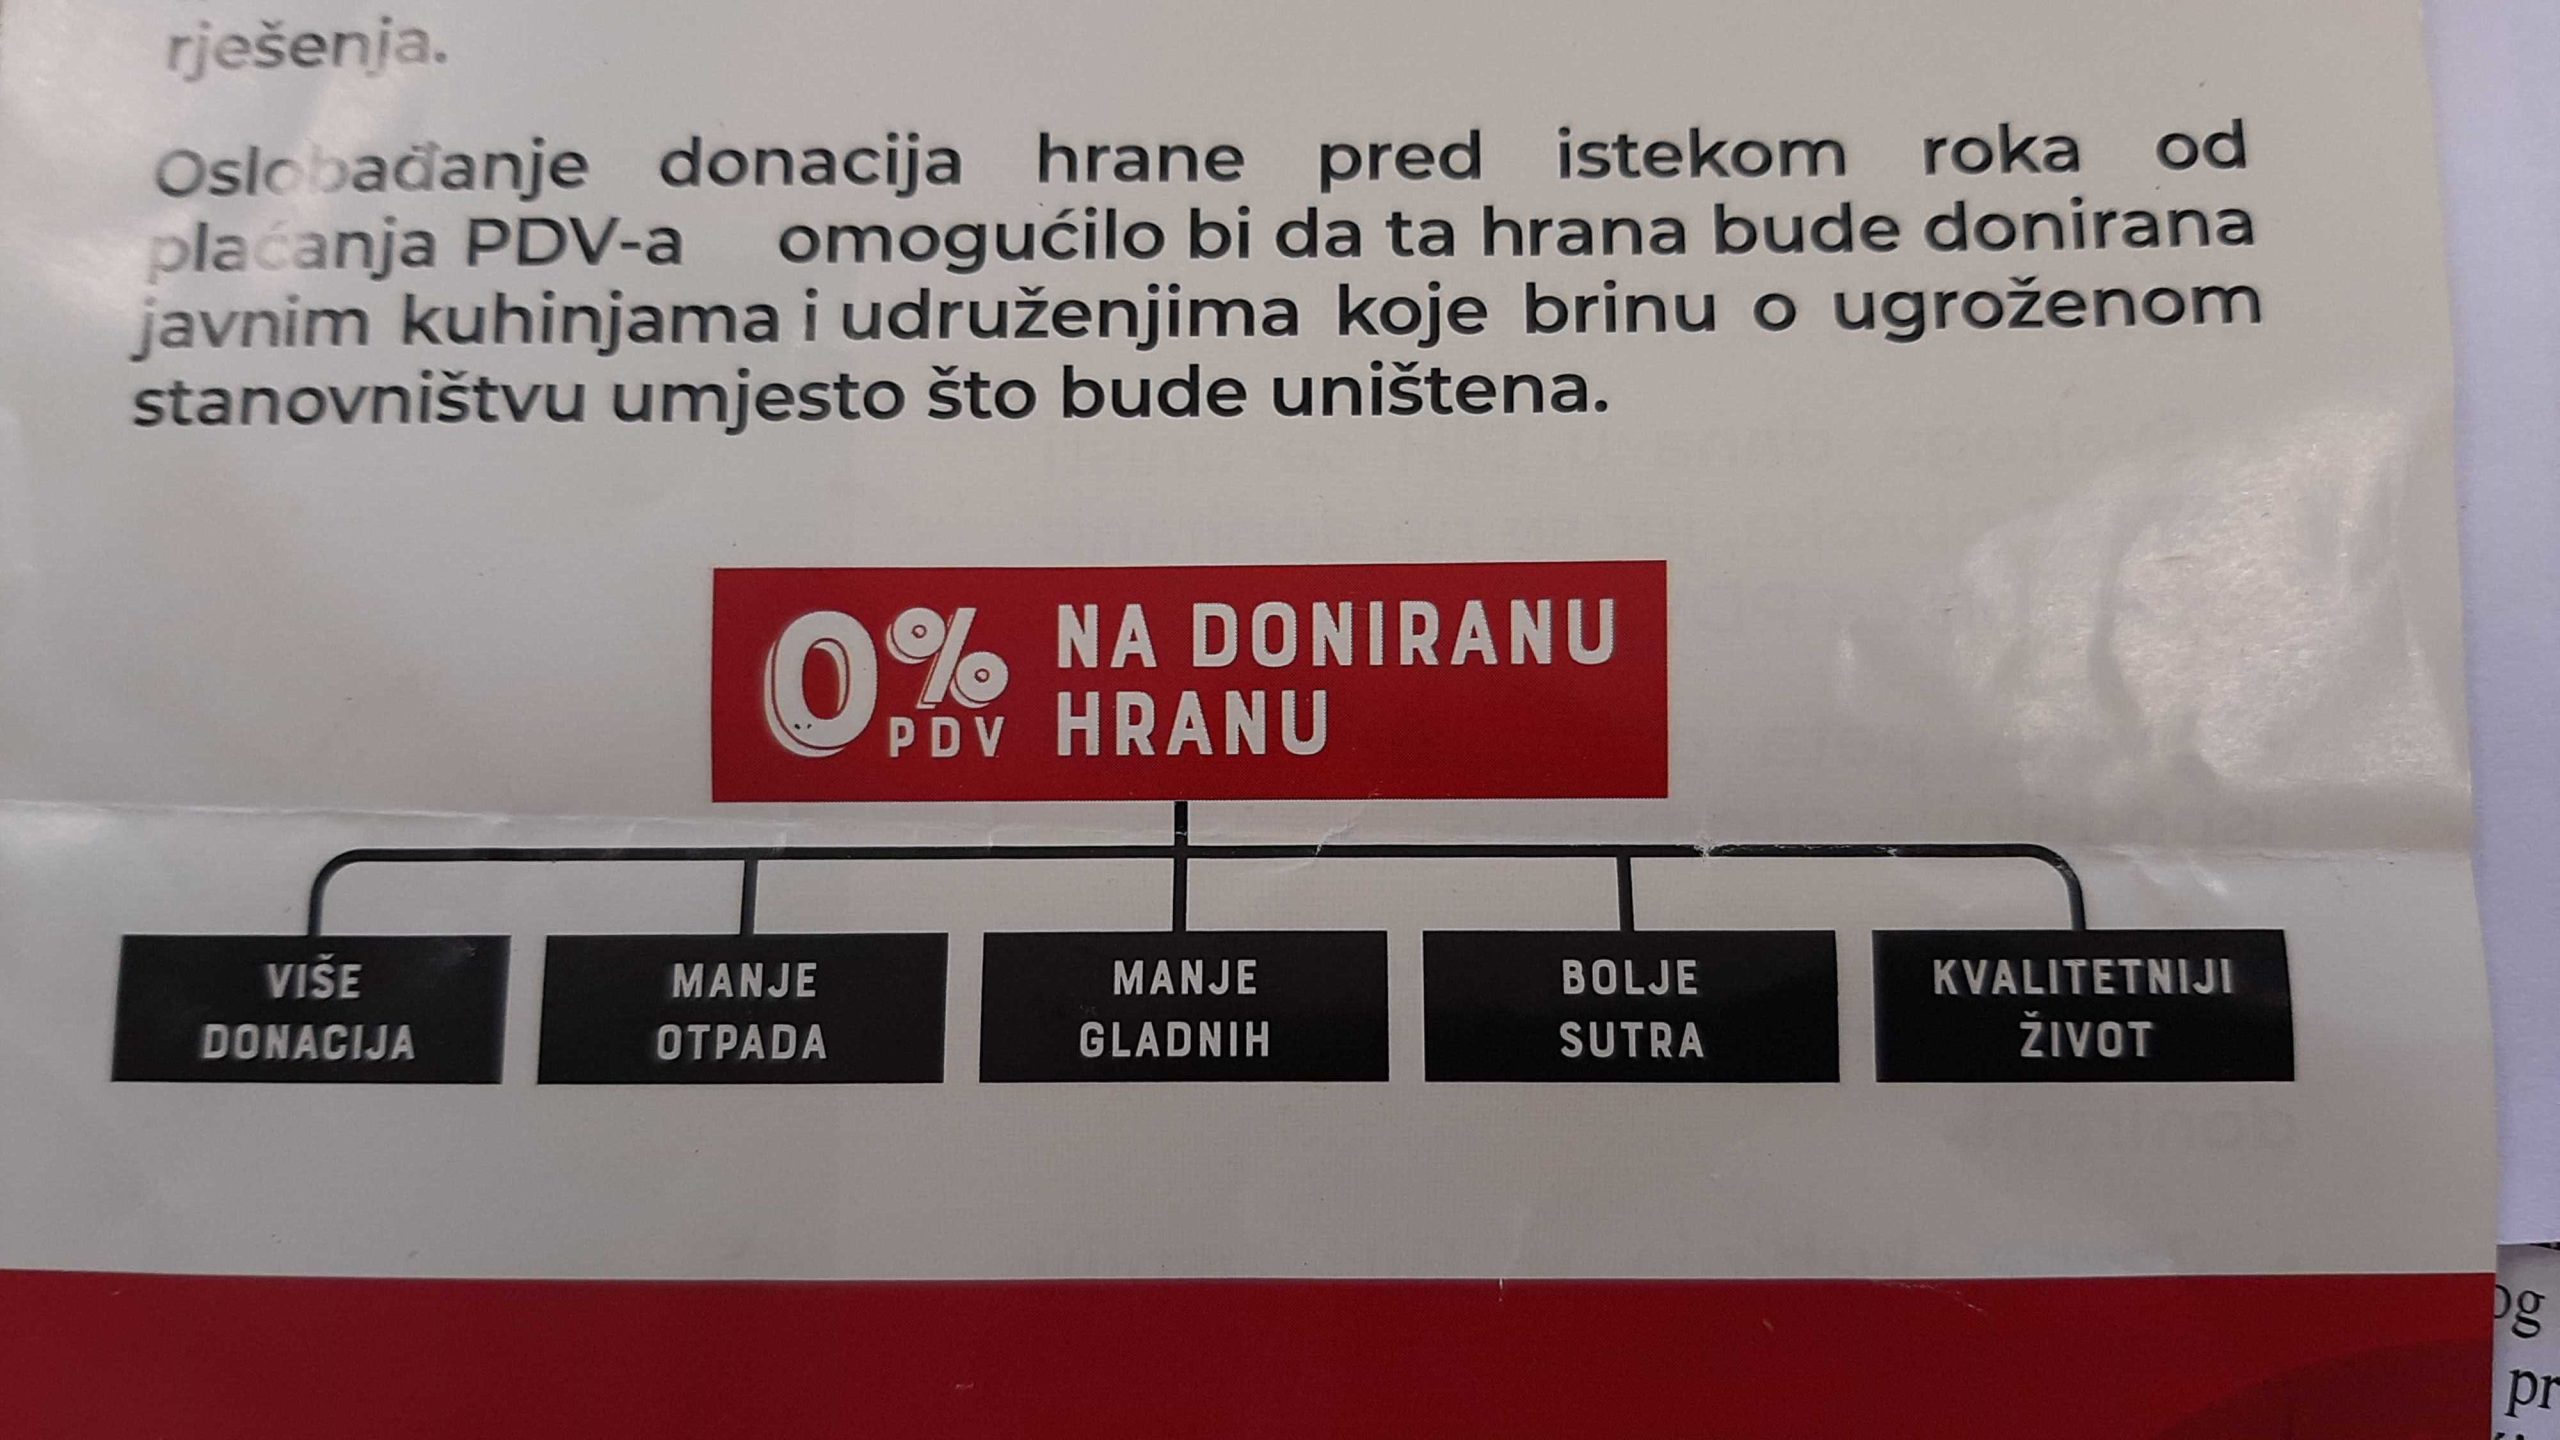 rješenja.
Oslobađanje donacija hrane pred istekom roka od
plaćanja PDV-a omogućilo bi da ta hrana bude donirana
javnim kuhinjama i udruženjima koje brinu o ugroženom
stanovništvu umjesto što bude uništena.
0% PDV NA DONIRANU
HRANU
VIŠE
DONACIJA
MANJE
OTPADA
MANJE
GLADNIH
BOLJE
SUTRA
KVALITETNIJI
ŽIVOT
og
pr